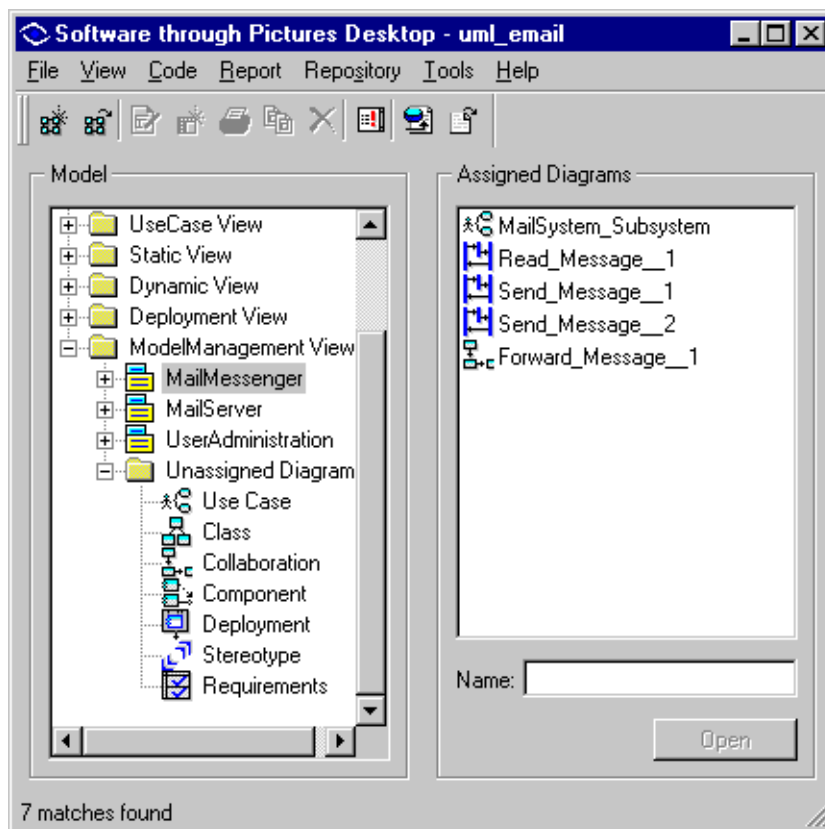 Software through Pictures Desktop - uml_email
File View Code Report Repository Tools Help
Model
UseCase View
Static View
Dynamic View
Deployment View
ModelManagement View
MailMessenger
MailServer
UserAdministration
Unassigned Diagram
Use Case
Class
Collaboration
Component
Deployment
Stereotype
Requirements
Assigned Diagrams
MailSystem_Subsystem
Read_Message__1
Send_Message__1
Send_Message__2
Forward_Message__1
Name:
Open
7 matches found